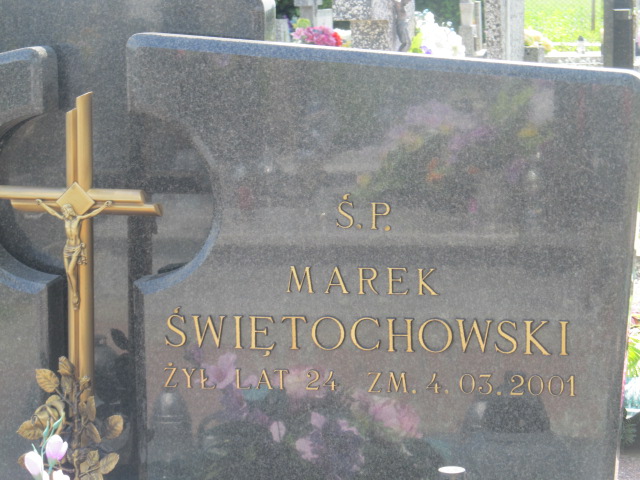 Ś.P.
MAREK
ŚWIĘTOCHOWSKI
ŻYŁ LAT 24 ZM. 4.03.2001